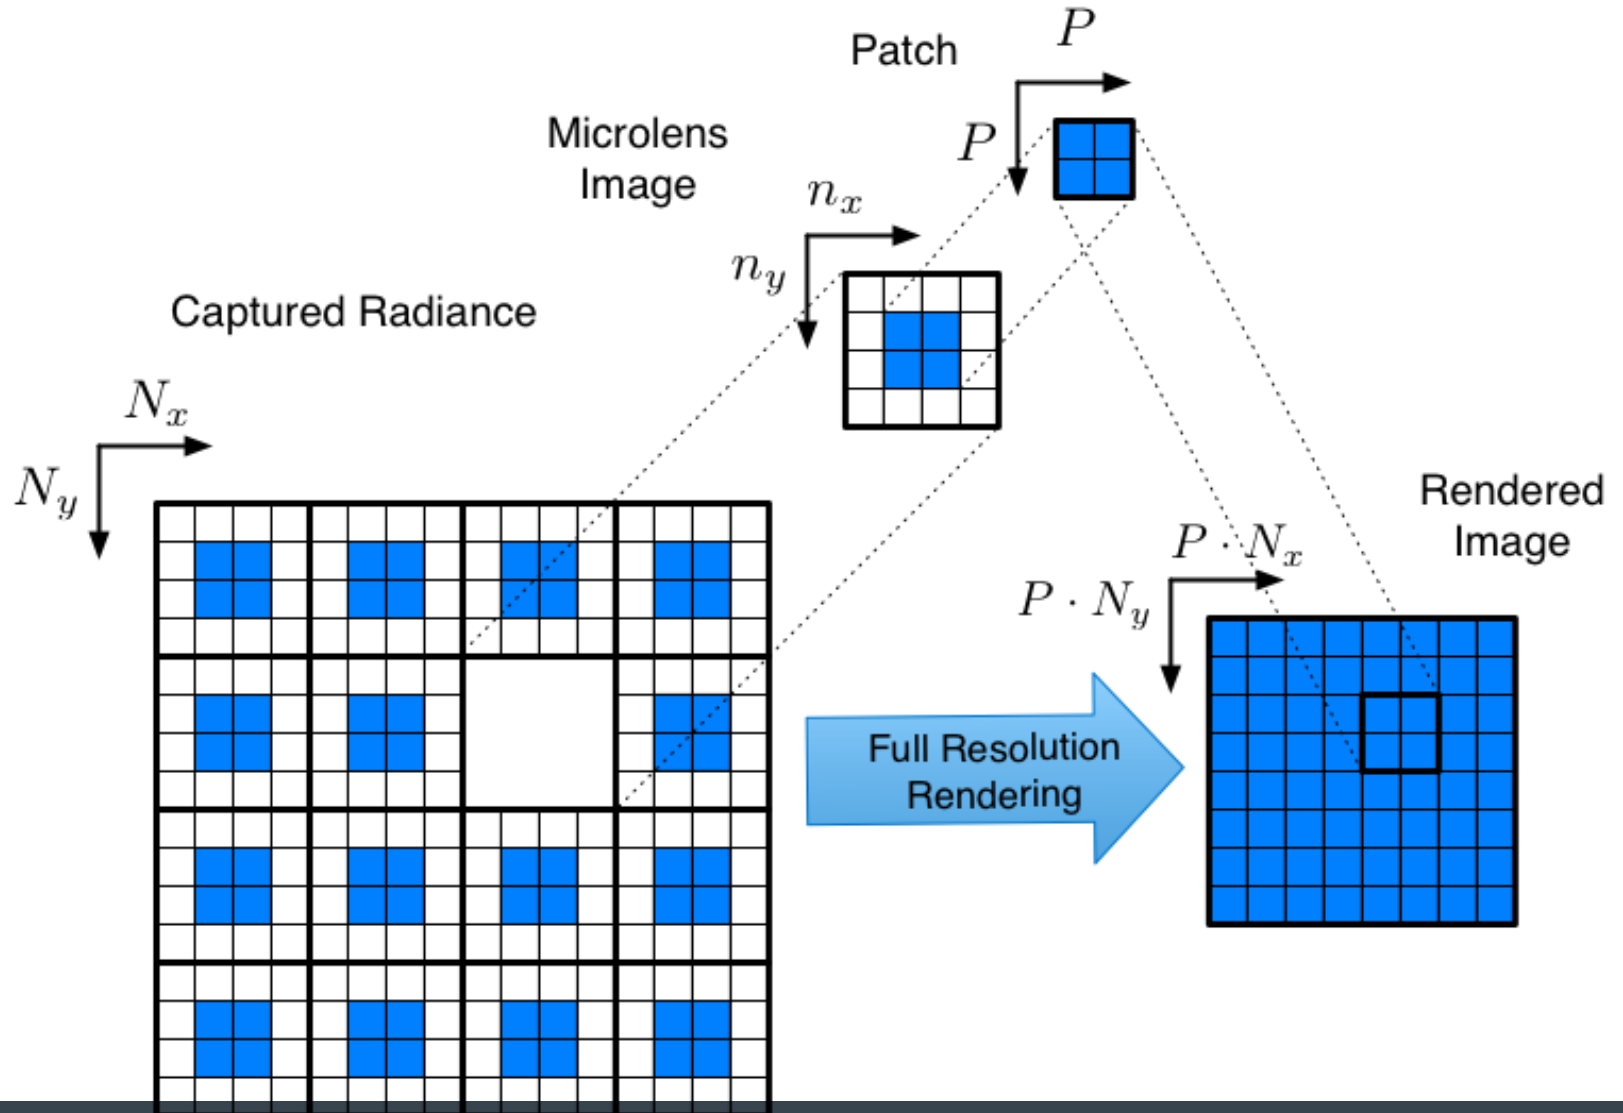 P
Patch
P
Microlens
Image
n_x
n_y
Captured Radiance
N_x
N_y
Rendered
Image
P · N_x
P · N_y
Full Resolution
Rendering